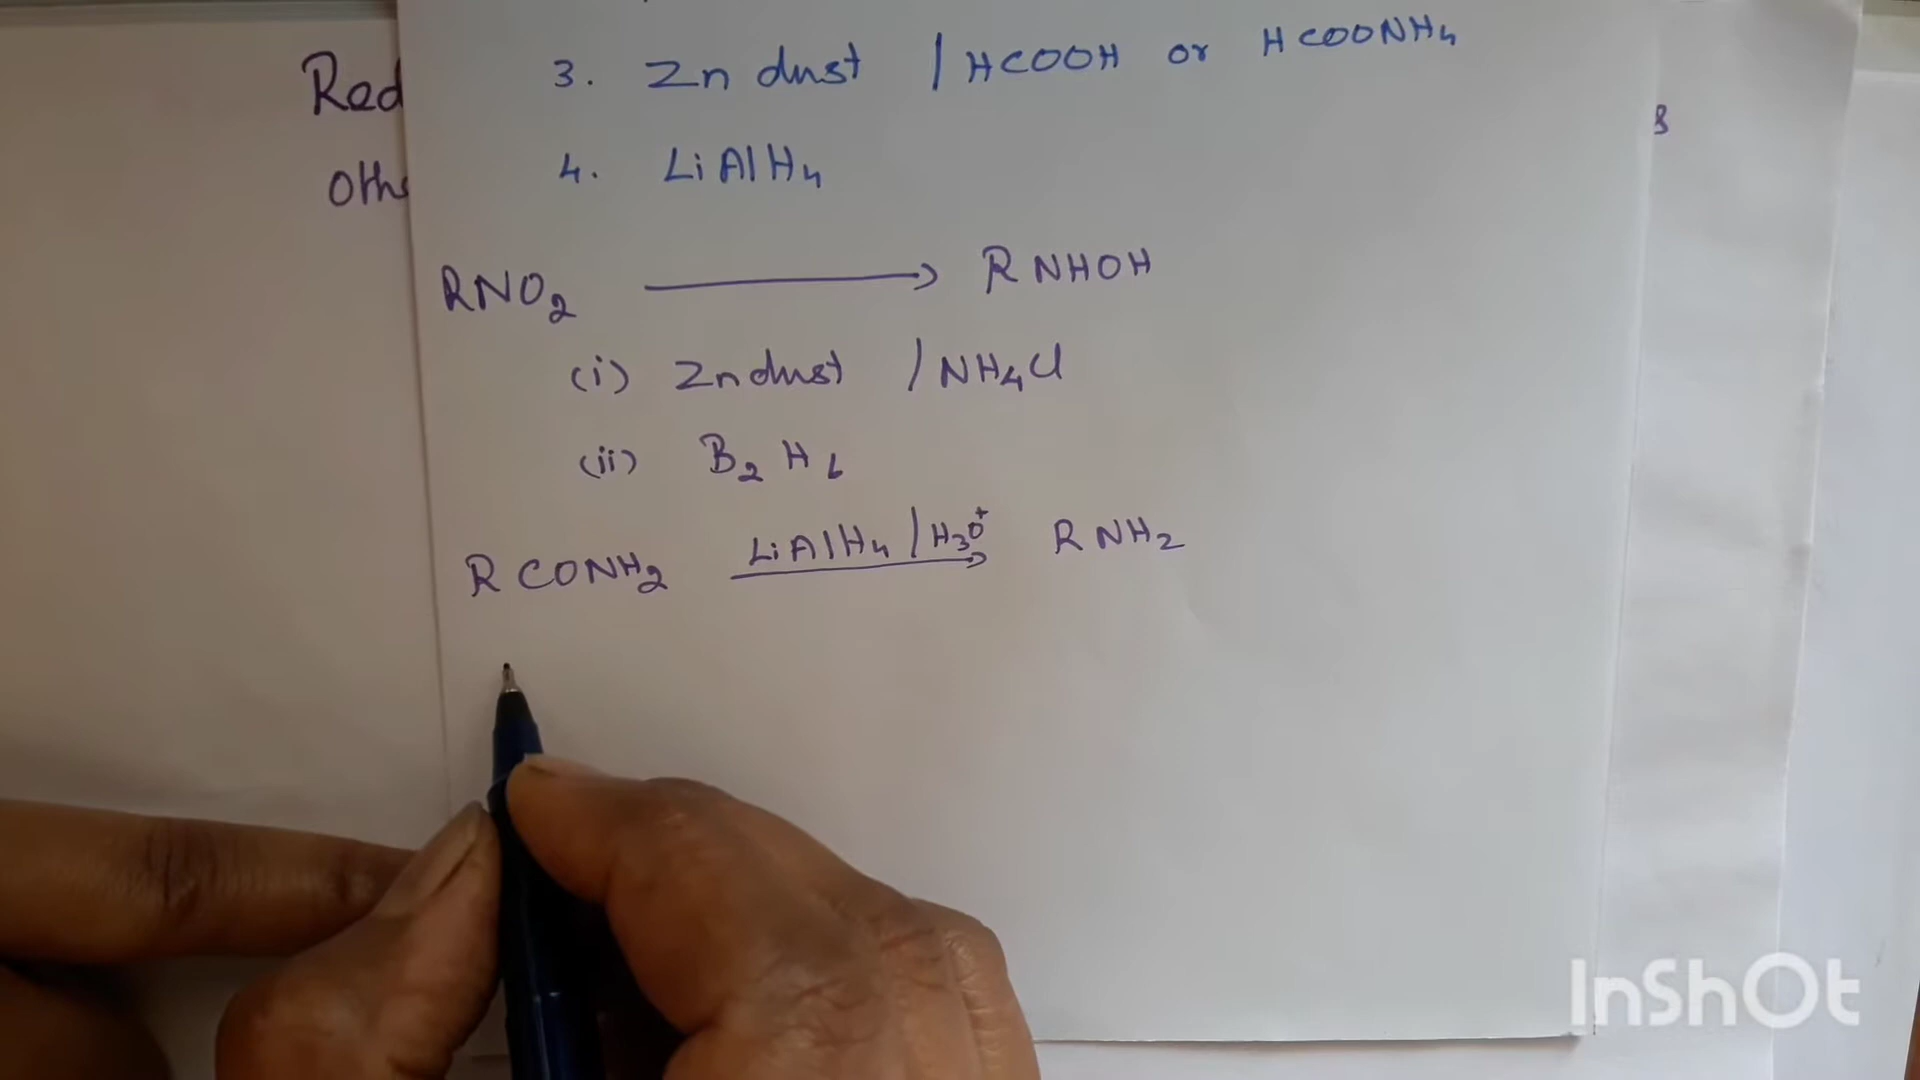 Red
Oth
3. Zn dust / HCOOH or HCOONH4
4. LiAlH4
RNO2 → RNHOH
(i) Zn dust / NH4Cl
(ii) B2H6
RCONH2 LiAlH4 / H3O+ → RNH2
InShOt